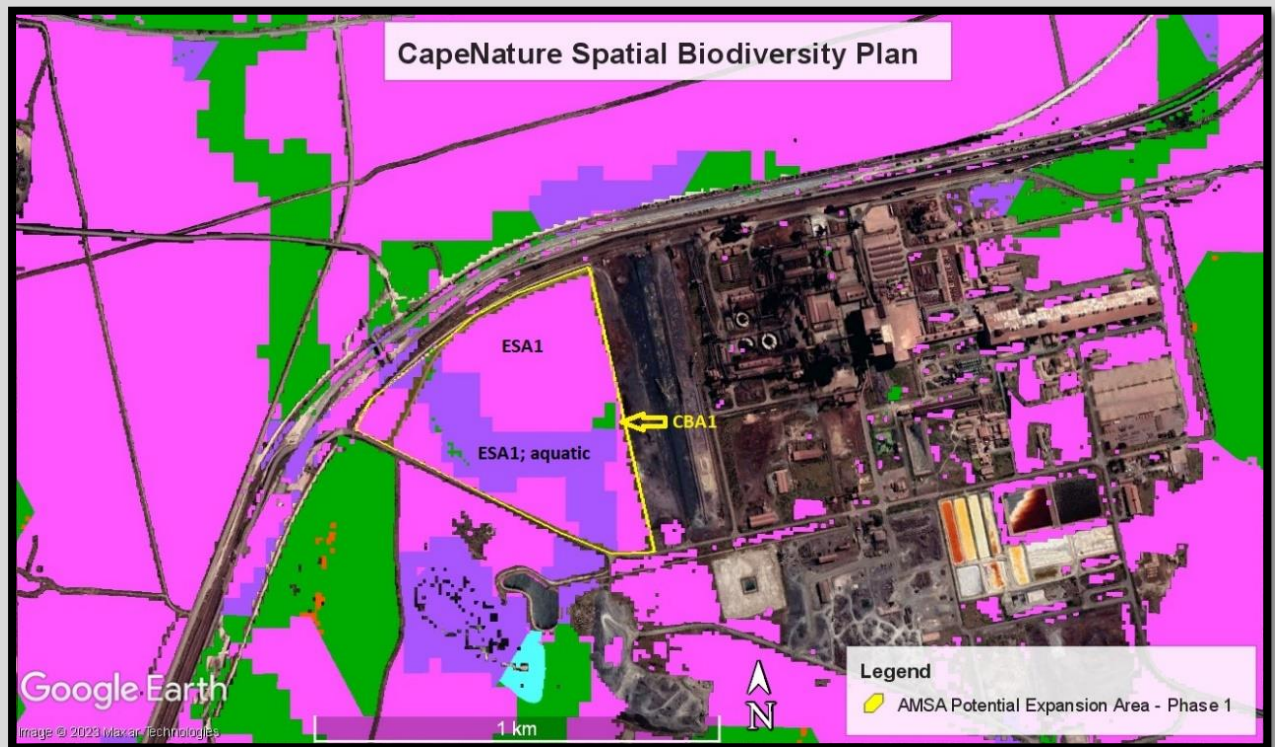 CapeNature Spatial Biodiversity Plan
ESA1
CBA1
ESA1; aquatic
Legend
AMSA Potential Expansion Area - Phase 1
Google Earth
N
1 km
Image © 2023 Maxar Technologies